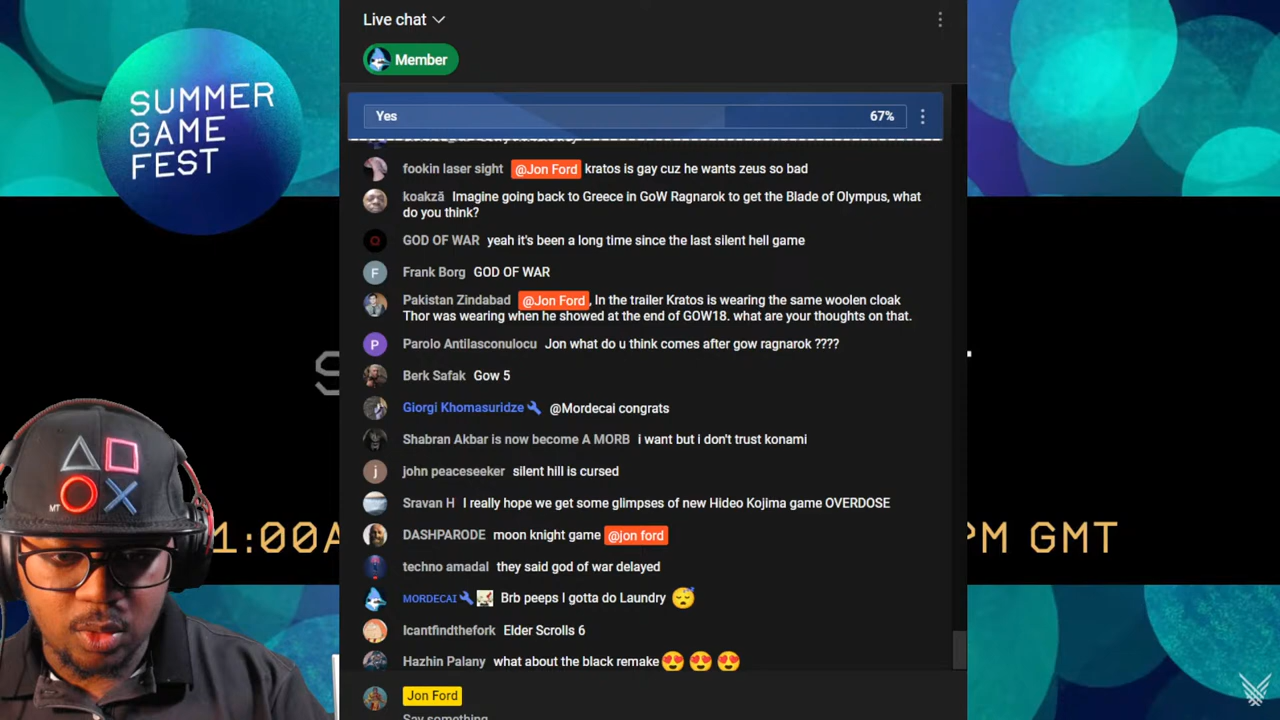 Live chat
Member
SUMMER
GAME
FEST
Yes
67%
fookin laser sight @Jon Ford kratos is gay cuz he wants zeus so bad
koakză Imagine going back to Greece in GoW Ragnarok to get the Blade of Olympus, what
do you think?
GOD OF WAR yeah it's been a long time since the last silent hell game
F Frank Borg GOD OF WAR
Pakistan Zindabad @Jon Ford, In the trailer Kratos is wearing the same woolen cloak
Thor was wearing when he showed at the end of GOW18. what are your thoughts on that.
P Parolo Antilasconulocu Jon what do u think comes after gow ragnarok ????
S
Berk Safak Gow 5
Giorgi Khomasuridze @Mordecai congrats
Shabran Akbar is now become A MORB i want but i don't trust konami
j john peaceseeker silent hill is cursed
Sravan H I really hope we get some glimpses of new Hideo Kojima game OVERDOSE
MT
DASHPARODE moon knight game @jon ford
1:00A
PM GMT
techno amadal they said god of war delayed
MORDECAI Brb peeps I gotta do Laundry 😴
Icantfindthefork Elder Scrolls 6
Hazhin Palany what about the black remake 😍 😍 😍
Jon Ford
Say something